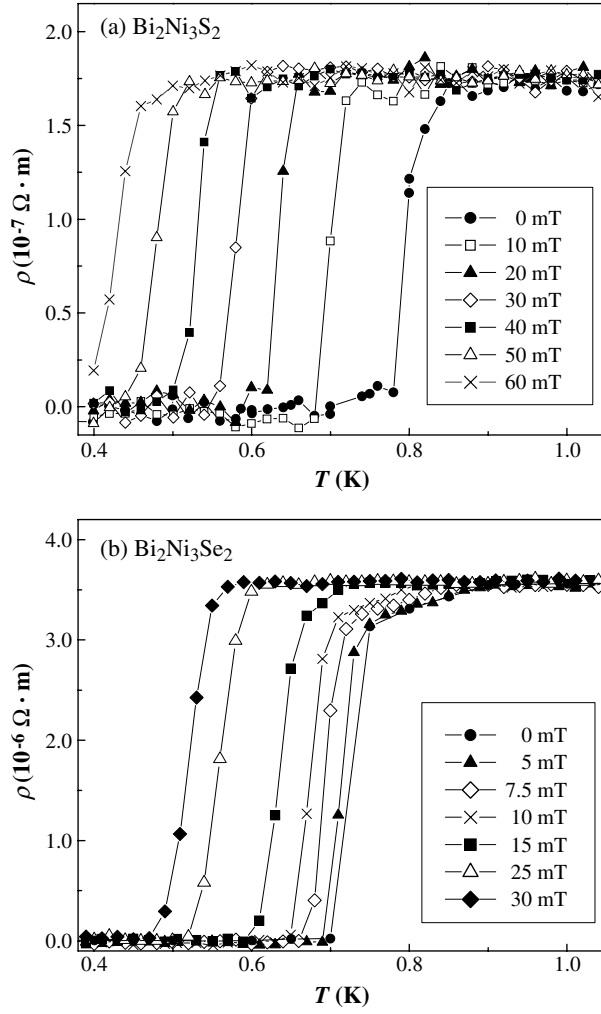 (a) Bi₂Ni₃S₂
2.0
1.5
1.0
0.5
0.0
ρ (10⁻⁷ Ω · m)
0 mT
10 mT
20 mT
30 mT
40 mT
50 mT
60 mT
0.4 0.6 0.8 1.0
T (K)
(b) Bi₂Ni₃Se₂
4.0
3.0
2.0
1.0
0.0
ρ (10⁻⁶ Ω · m)
0 mT
5 mT
7.5 mT
10 mT
15 mT
25 mT
30 mT
0.4 0.6 0.8 1.0
T (K)